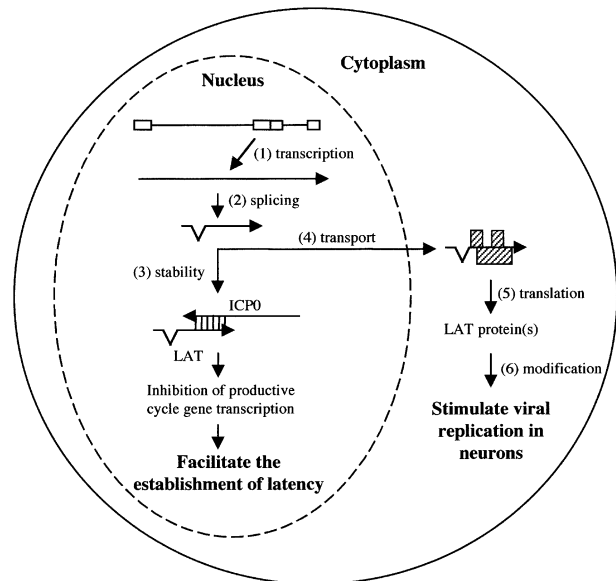 Cytoplasm
Nucleus
(1) transcription
(2) splicing
(4) transport
(3) stability
ICP0
LAT
Inhibition of productive
cycle gene transcription
Facilitate the
establishment of latency
(5) translation
LAT protein(s)
(6) modification
Stimulate viral
replication in
neurons